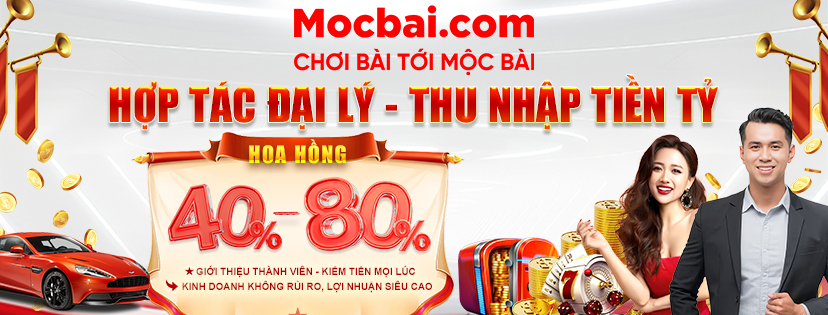 Mocbai.com
CHƠI BÀI TỚI MỘC BÀI
HỢP TÁC ĐẠI LÝ - THU NHẬP TIỀN TỶ
HOA HỒNG
40%-80%
★ GIỚI THIỆU THÀNH VIÊN - KIẾM TIỀN MỌI LÚC
KINH DOANH KHÔNG RỦI RO, LỢI NHUẬN SIÊU CAO